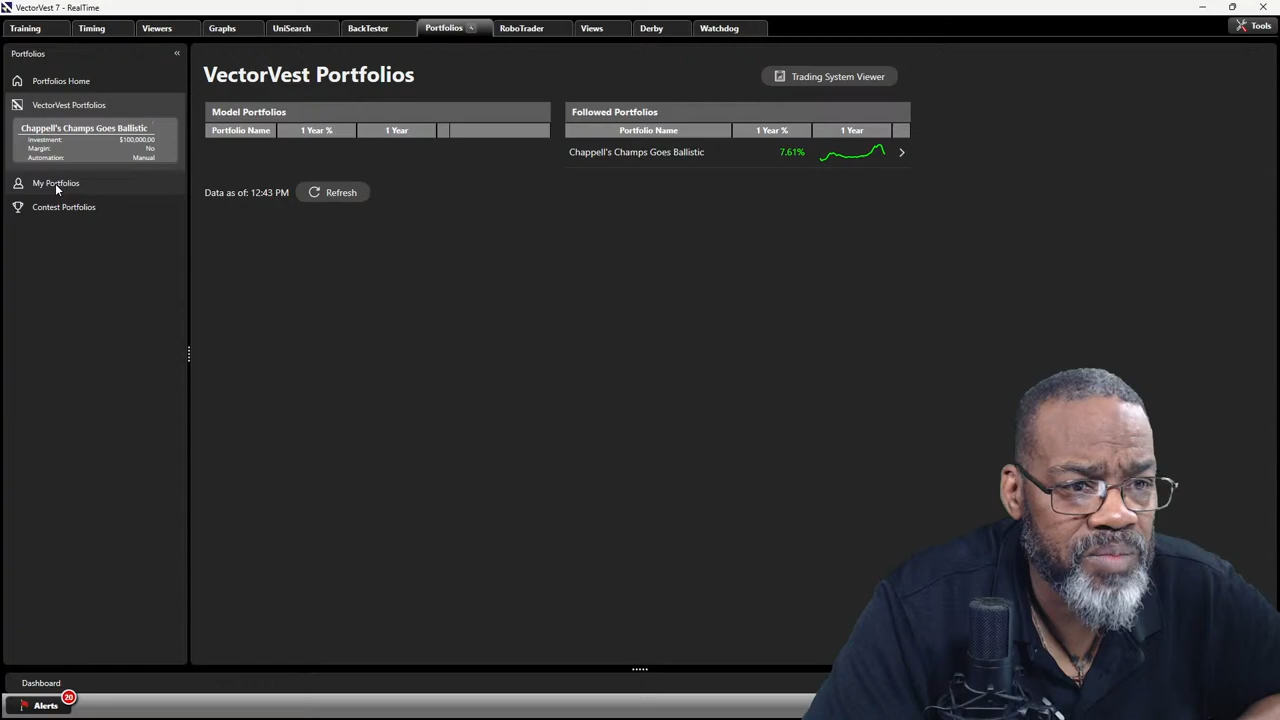 VectorVest 7 - RealTime
Training Timing Viewers Graphs UniSearch BackTester Portfolios RoboTrader Views Derby Watchdog Tools
Portfolios
Portfolios Home
VectorVest Portfolios
Chappell's Champs Goes Ballistic
Investment: $100,000.00
Margin: No
Automation: Manual
My Portfolios
Contest Portfolios
VectorVest Portfolios
Trading System Viewer
Model Portfolios
Portfolio Name 1 Year % 1 Year
Followed Portfolios
Portfolio Name 1 Year % 1 Year
Chappell's Champs Goes Ballistic 7.61%
Data as of: 12:43 PM Refresh
Dashboard
Alerts 20